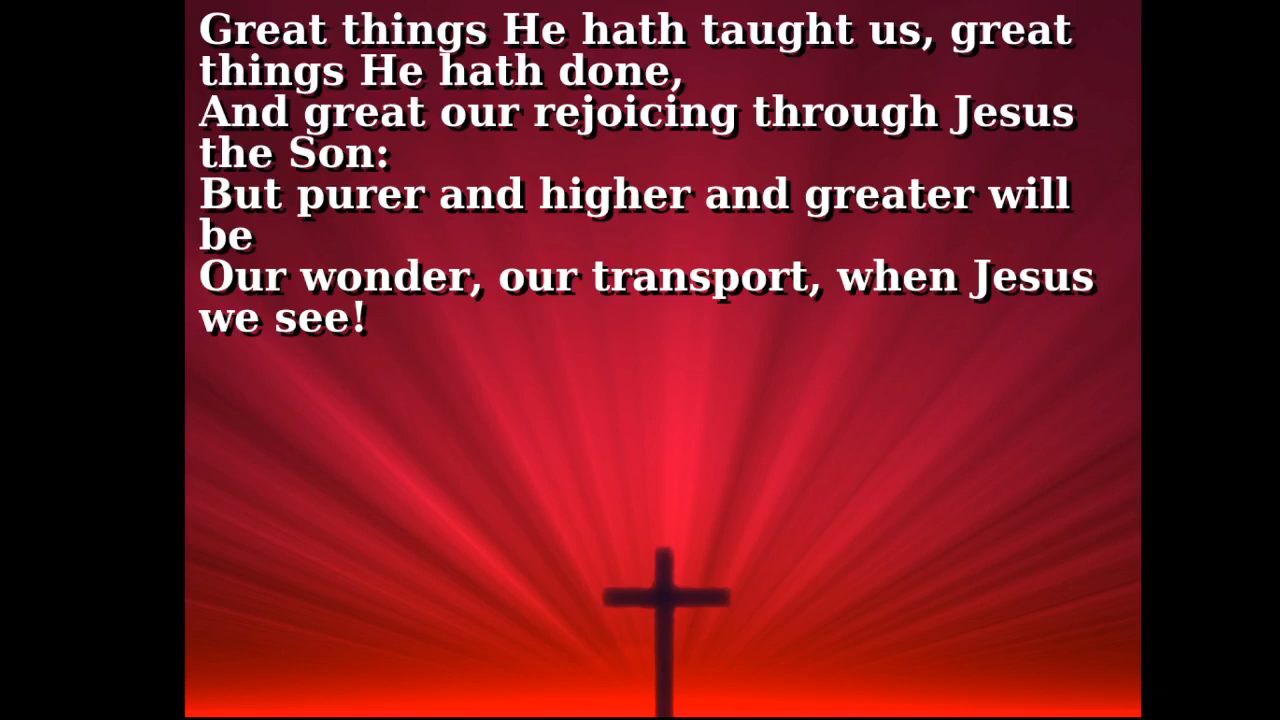 Great things He hath taught us, great
things He hath done,
And great our rejoicing through Jesus
the Son:
But purer and higher and greater will
be
Our wonder, our transport, when Jesus
we see!